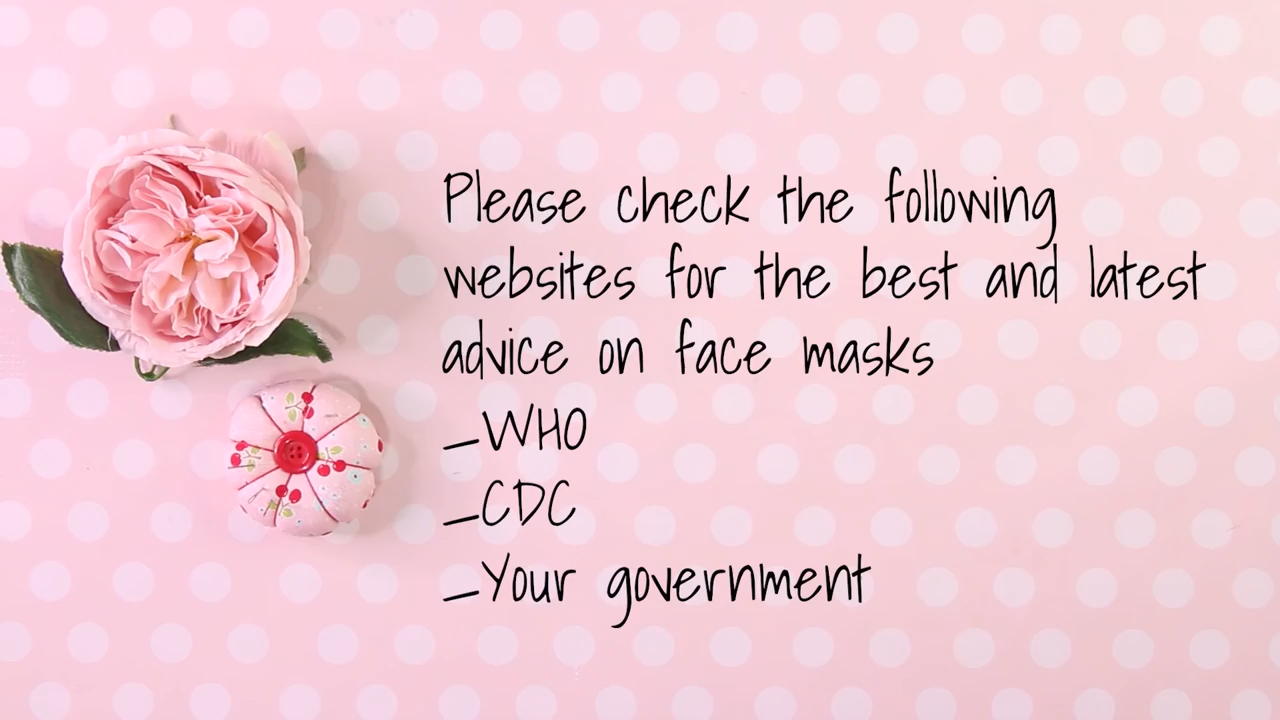 Please check the following
websites for the best and latest
advice on face masks
_WHO
_CDC
_Your government